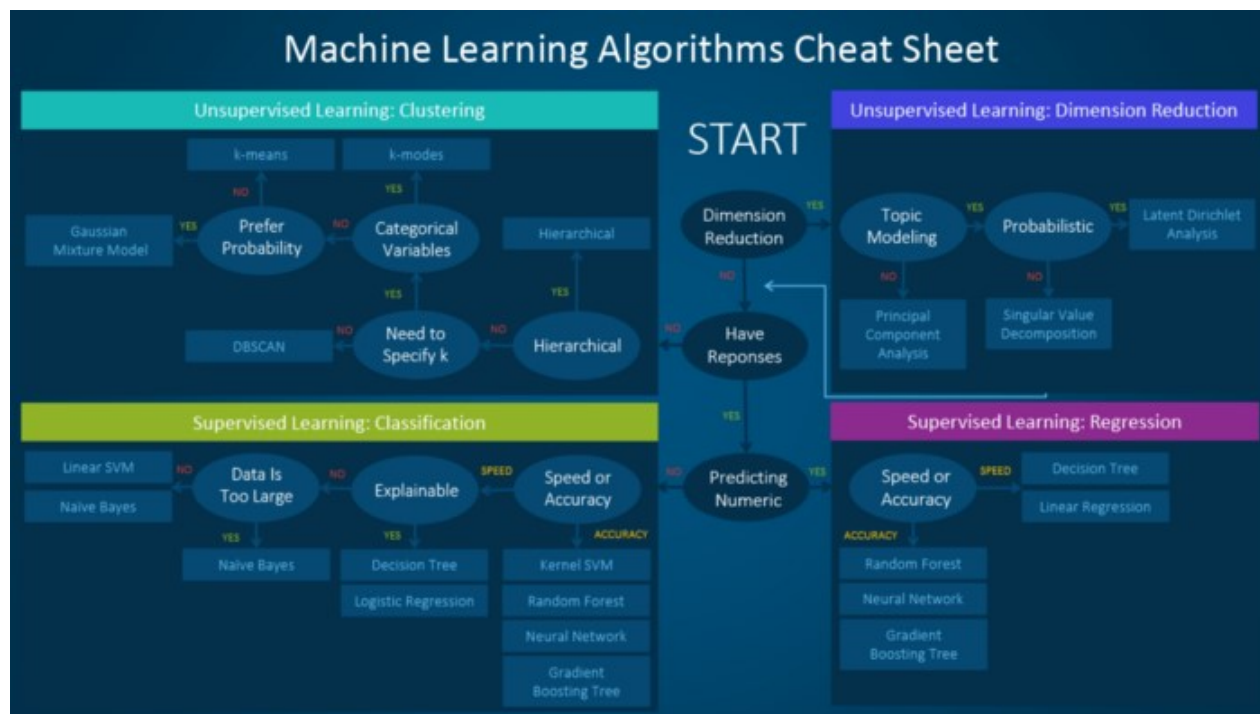 Machine Learning Algorithms Cheat Sheet
Unsupervised Learning: Clustering
k-means
k-modes
NO
YES
Gaussian
Mixture Model
YES
Prefer
Probability
NO
Categorical
Variables
Hierarchical
YES
YES
DBSCAN
NO
Need to
Specify k
NO
Hierarchical
START
Dimension
Reduction
YES
NO
Have
Reponses
NO
YES
Predicting
Numeric
NO
YES
Unsupervised Learning: Dimension Reduction
Topic
Modeling
YES
Probabilistic
YES
Latent Dirichlet
Analysis
NO
NO
Principal
Component
Analysis
Singular Value
Decomposition
Supervised Learning: Classification
Linear SVM
Naïve Bayes
NO
Data Is
Too Large
NO
Explainable
SPEED
Speed or
Accuracy
YES
YES
ACCURACY
Naïve Bayes
Decision Tree
Logistic Regression
Kernel SVM
Random Forest
Neural Network
Gradient
Boosting Tree
Supervised Learning: Regression
Speed or
Accuracy
SPEED
Decision Tree
Linear Regression
ACCURACY
Random Forest
Neural Network
Gradient
Boosting Tree